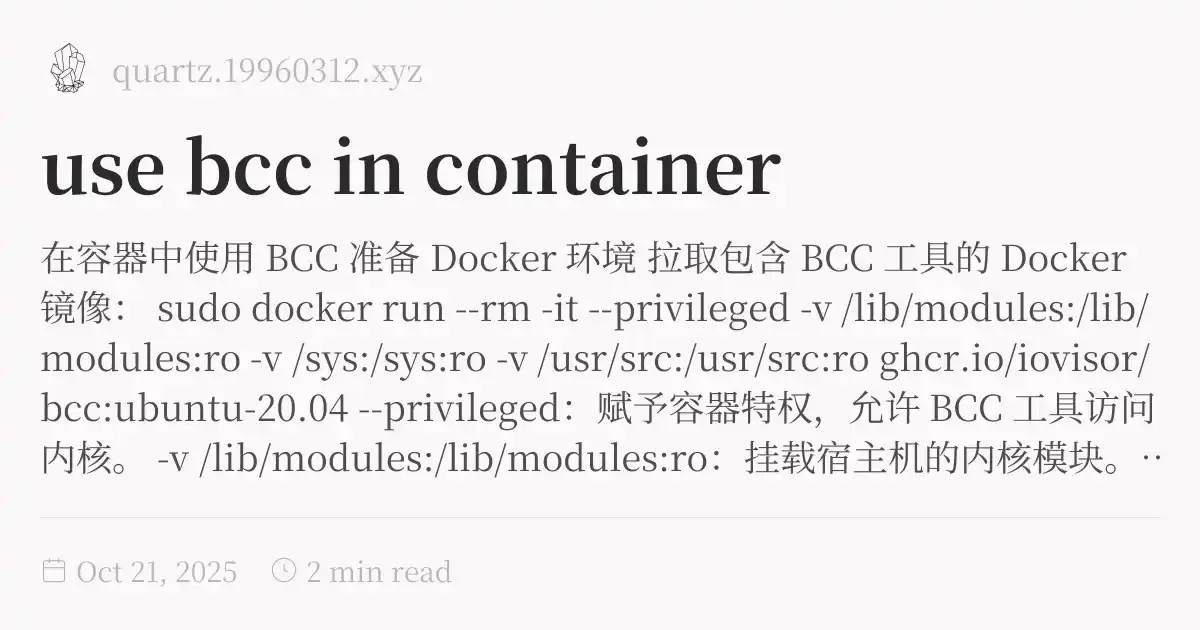 quartz.19960312.xyz
use bcc in container
在容器中使用 BCC 准备 Docker 环境 拉取包含 BCC 工具的 Docker
镜像： sudo docker run --rm -it --privileged -v /lib/modules:/lib/
modules:ro -v /sys:/sys:ro -v /usr/src:/usr/src:ro ghcr.io/iovisor/
bcc:ubuntu-20.04 --privileged：赋予容器特权，允许 BCC 工具访问
内核。 -v /lib/modules:/lib/modules:ro：挂载宿主机的内核模块。··
Oct 21, 2025 2 min read